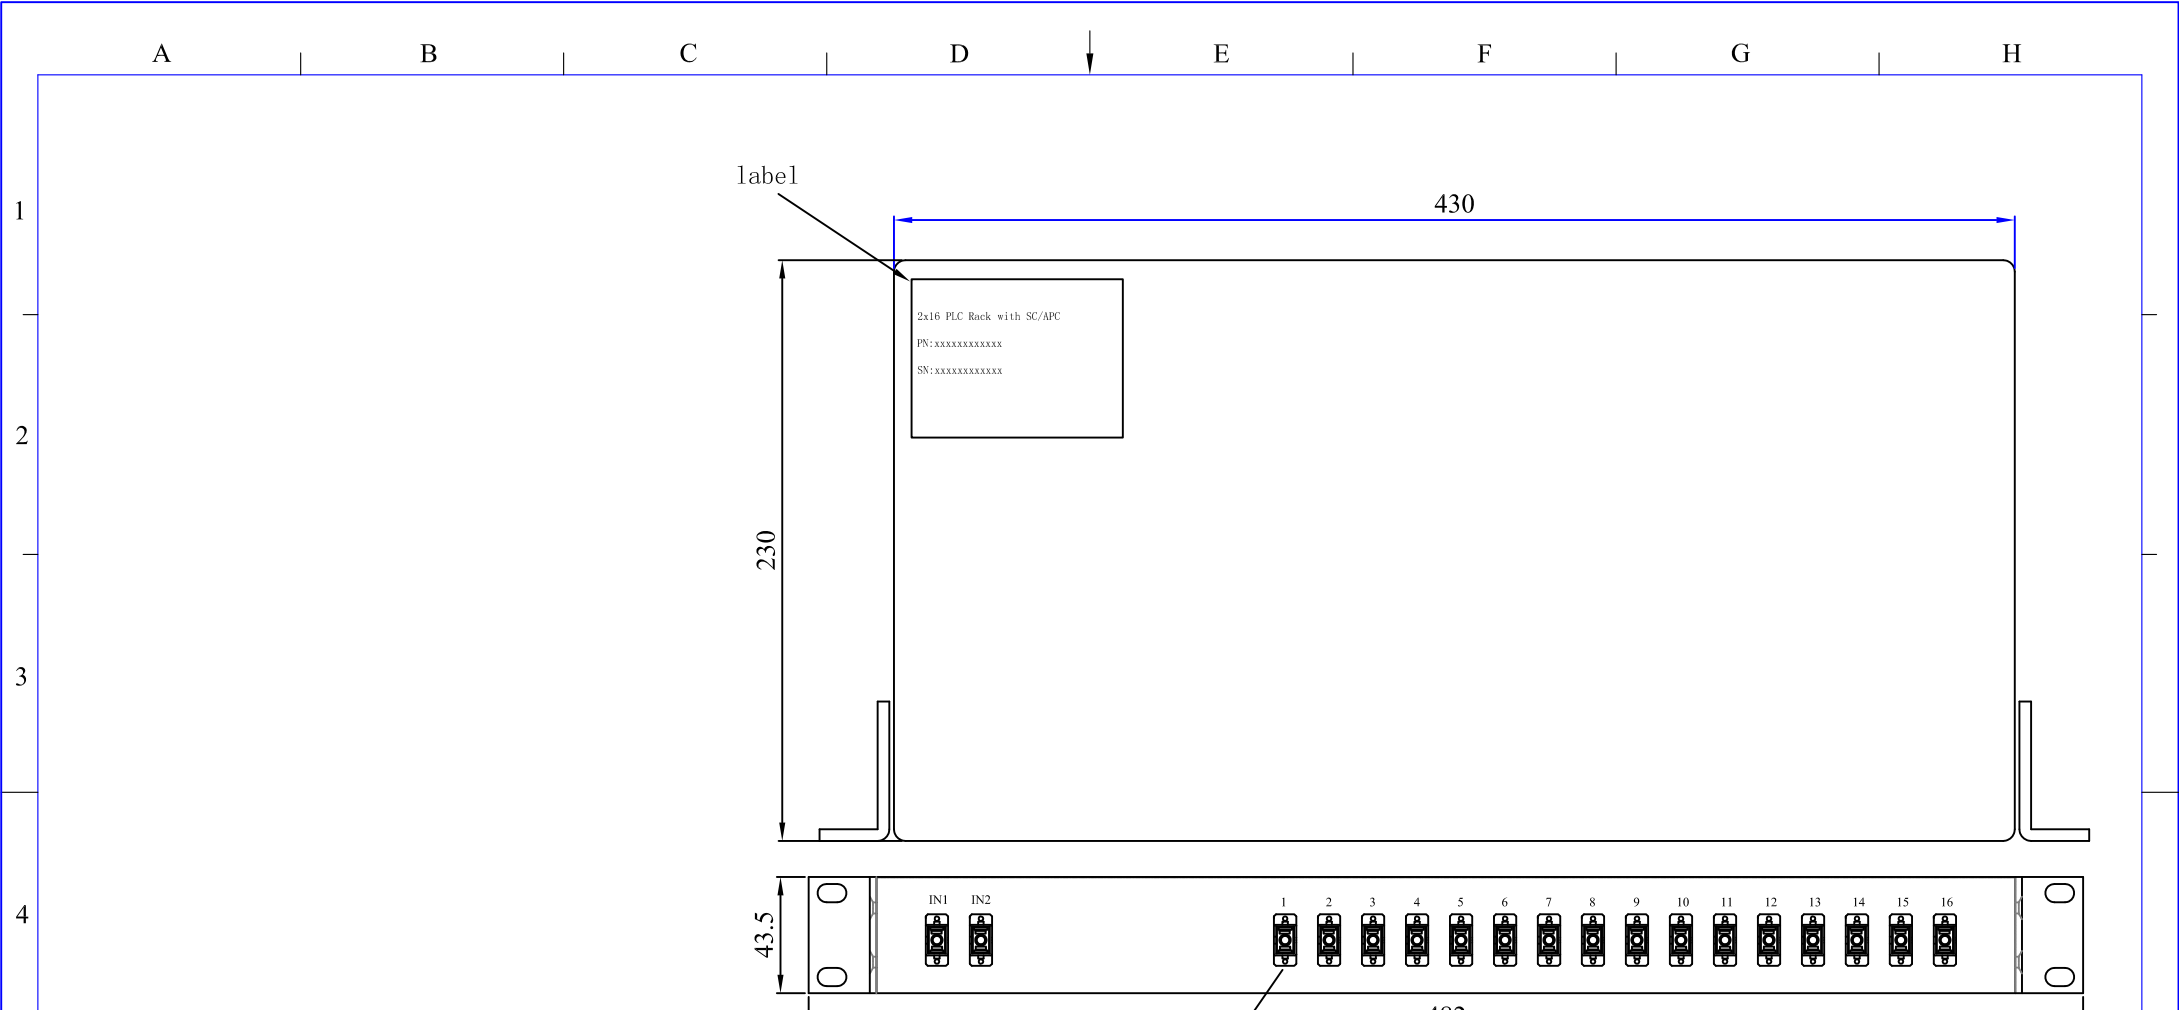 A B C D E F G H
label
1
430
2x16 PLC Rack with SC/APC
PN:xxxxxxxxxxxx
SN:xxxxxxxxxxxx
2
230
3
4
43.5
IN1 IN2 1 2 3 4 5 6 7 8 9 10 11 12 13 14 15 16